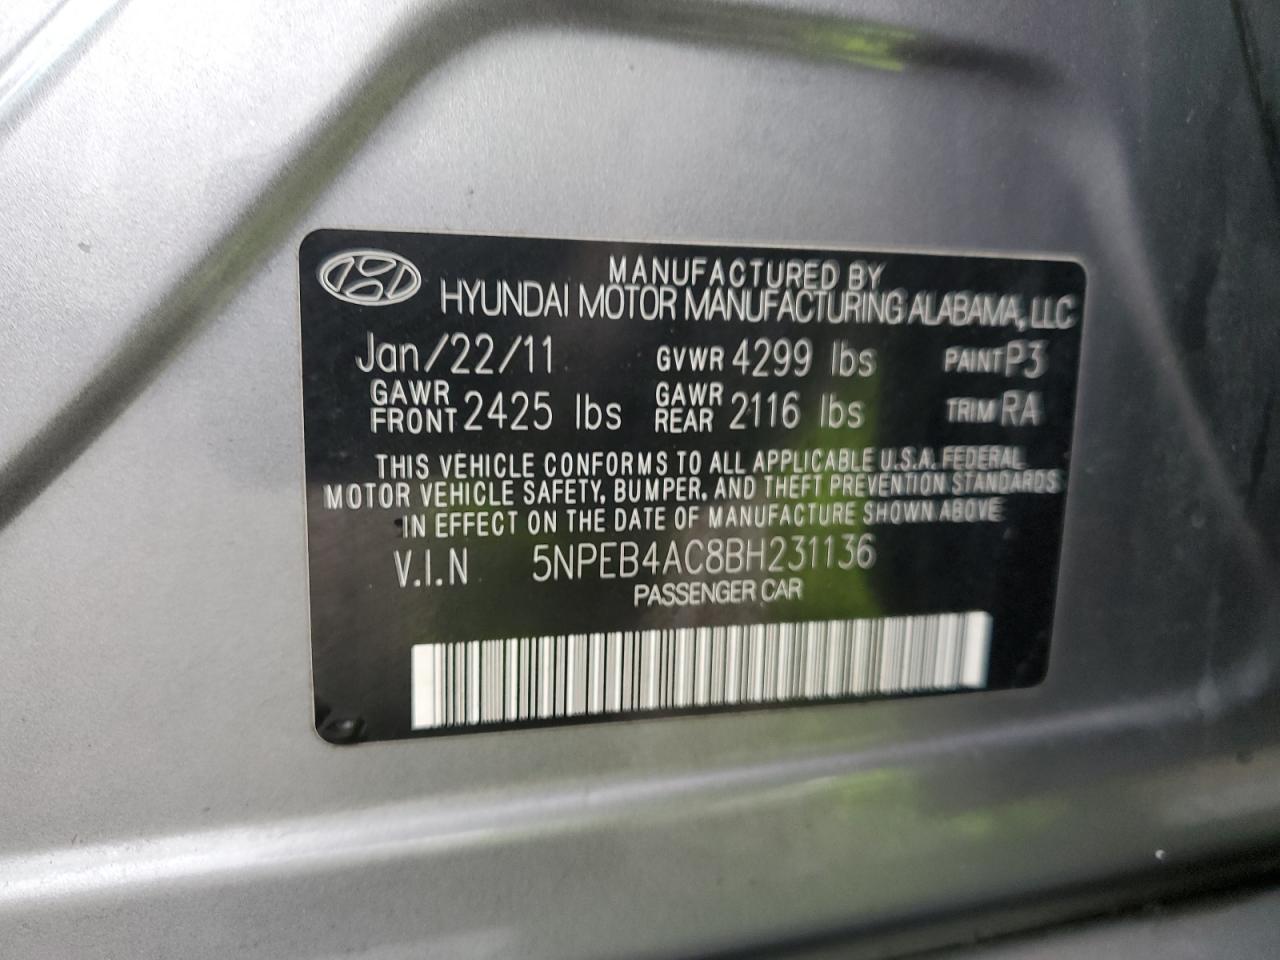 MANUFACTURED BY
HYUNDAI MOTOR MANUFACTURING ALABAMA, LLC
Jan/22/11 GVWR 4299 lbs PAINT P3
GAWR FRONT 2425 lbs GAWR REAR 2116 lbs TRIM RA
THIS VEHICLE CONFORMS TO ALL APPLICABLE U.S.A. FEDERAL
MOTOR VEHICLE SAFETY, BUMPER, AND THEFT PREVENTION STANDARDS
IN EFFECT ON THE DATE OF MANUFACTURE SHOWN ABOVE
V.I.N 5NPEB4AC8BH231136
PASSENGER CAR